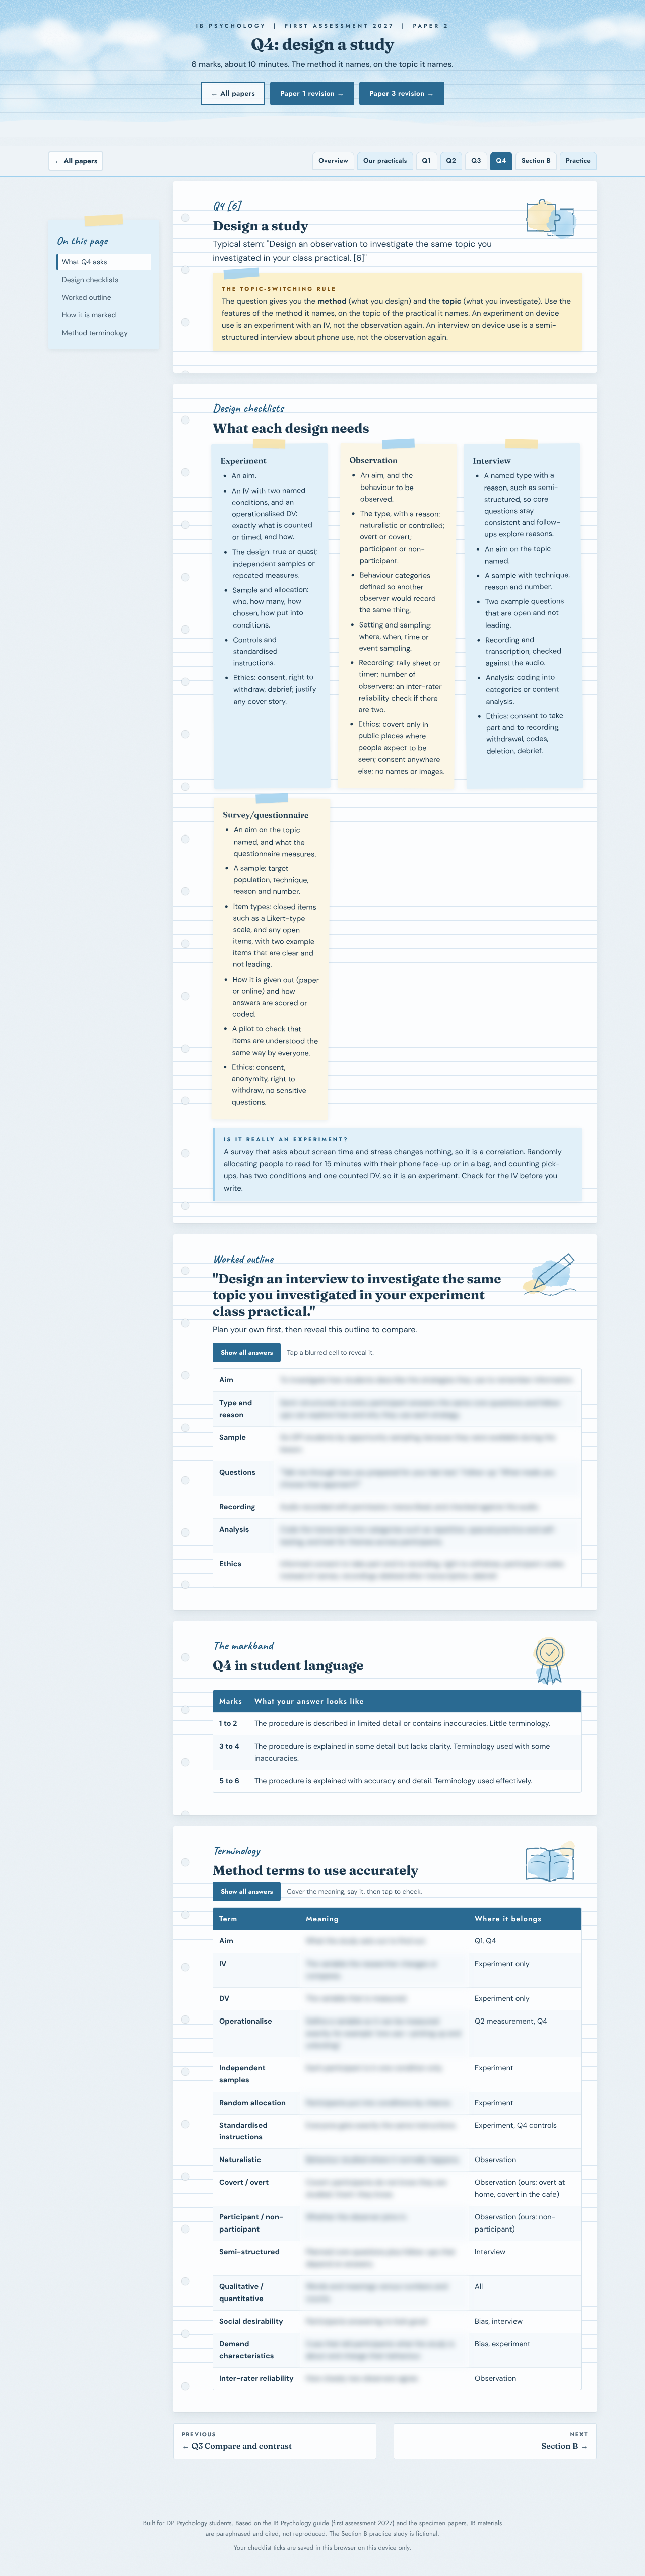 IB PSYCHOLOGY | FIRST ASSESSMENT 2027 | PAPER 2
Q4: design a study
6 marks, about 10 minutes. The method it names, on the topic it names.
← All papers
Paper 1 revision →
Paper 3 revision →
← All papers
Overview
Our practicals
Q1
Q2
Q3
Q4
Section B
Practice
On this page
What Q4 asks
Design checklists
Worked outline
How it is marked
Method terminology
Q4 [6]
Design a study
Typical stem: "Design an observation to investigate the same topic you
investigated in your class practical. [6]"
THE TOPIC-SWITCHING RULE
The question gives you the method (what you design) and the topic (what you investigate). Use the
features of the method it names, on the topic of the practical it names. An experiment on device
use is an experiment with an IV, not the observation again. An interview on device use is a semi-
structured interview about phone use, not the observation again.
Design checklists
What each design needs
Experiment
• An aim.
• An IV with two named
conditions, and an
operationalised DV:
exactly what is counted
or timed, and how.
• The design: true or quasi;
independent samples or
repeated measures.
• Sample and allocation:
who, how many, how
chosen, how put into
conditions.
• Controls and
standardised
instructions.
• Ethics: consent, right to
withdraw, debrief; justify
any cover story.
Observation
• An aim, and the
behaviour to be
observed.
• The type, with a reason:
naturalistic or controlled;
overt or covert;
participant or non-
participant.
• Behaviour categories
defined so another
observer would record
the same thing.
• Setting and sampling:
where, when, time or
event sampling.
• Recording: tally sheet or
timer; number of
observers; an inter-rater
reliability check if there
are two.
• Ethics: covert only in
public places where
people expect to be
seen; consent anywhere
else; no names or images.
Interview
• A named type with a
reason, such as semi-
structured, so core
questions stay
consistent and follow-
ups explore reasons.
• An aim on the topic
named.
• A sample with technique,
reason and number.
• Two example questions
that are open and not
leading.
• Recording and
transcription, checked
against the audio.
• Analysis: coding into
categories or content
analysis.
• Ethics: consent to take
part and to recording,
withdrawal, codes,
deletion, debrief.
Survey/questionnaire
• An aim on the topic
named, and what the
questionnaire measures.
• A sample: target
population, technique,
reason and number.
• Item types: closed items
such as a Likert-type
scale, and any open
items, with two example
items that are clear and
not leading.
• How it is given out (paper
or online) and how
answers are scored or
coded.
• A pilot to check that
items are understood the
same way by everyone.
• Ethics: consent,
anonymity, right to
withdraw, no sensitive
questions.
IS IT REALLY AN EXPERIMENT?
A survey that asks about screen time and stress changes nothing, so it is a correlation. Randomly
allocating people to read for 15 minutes with their phone face-up or in a bag, and counting pick-
ups, has two conditions and one counted DV, so it is an experiment. Check for the IV before you
write.
Worked outline
"Design an interview to investigate the same
topic you investigated in your experiment
class practical."
Plan your own first, then reveal this outline to compare.
Show all answers
Tap a blurred cell to reveal it.
Aim
Type and
reason
Sample
Questions
Recording
Analysis
Ethics
The markband
Q4 in student language
Marks What your answer looks like
1 to 2 The procedure is described in limited detail or contains inaccuracies. Little terminology.
3 to 4 The procedure is explained in some detail but lacks clarity. Terminology used with some
inaccuracies.
5 to 6 The procedure is explained with accuracy and detail. Terminology used effectively.
Terminology
Method terms to use accurately
Show all answers
Cover the meaning, say it, then tap to check.
Term Meaning Where it belongs
Aim Q1, Q4
IV Experiment only
DV Experiment only
Operationalise Q2 measurement, Q4
Independent
samples Experiment
Random allocation Experiment
Standardised
instructions Experiment, Q4 controls
Naturalistic Observation
Covert / overt Observation (ours: overt at
home, covert in the cafe)
Participant / non-
participant Observation (ours: non-
participant)
Semi-structured Interview
Qualitative /
quantitative All
Social desirability Bias, interview
Demand
characteristics Bias, experiment
Inter-rater reliability Observation
PREVIOUS
← Q3 Compare and contrast
NEXT
Section B →
Built for DP Psychology students. Based on the IB Psychology guide (first assessment 2027) and the specimen papers. IB materials
are paraphrased and cited, not reproduced. The Section B practice study is fictional.
Your checklist ticks are saved in this browser on this device only.